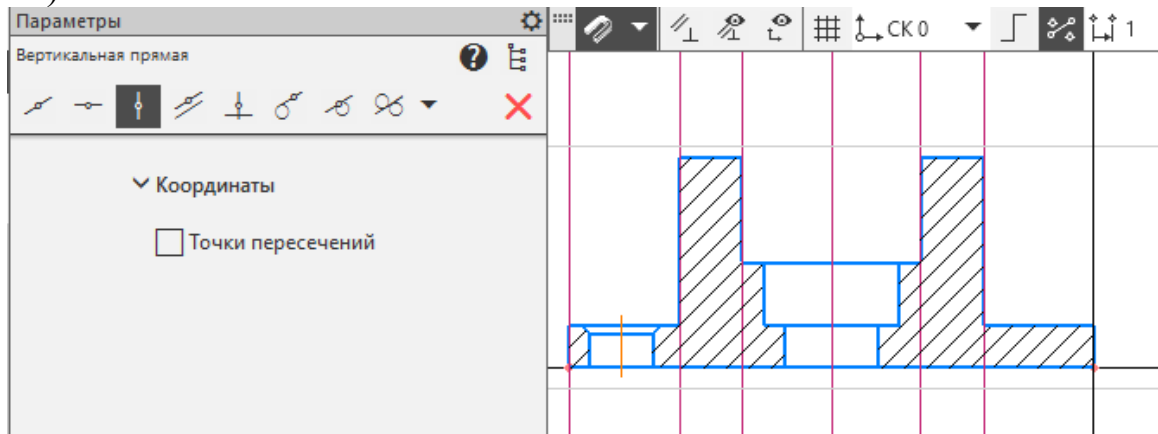 )
Параметры
СК 0
1
Вертикальная прямая
?
Координаты
Точки пересечений